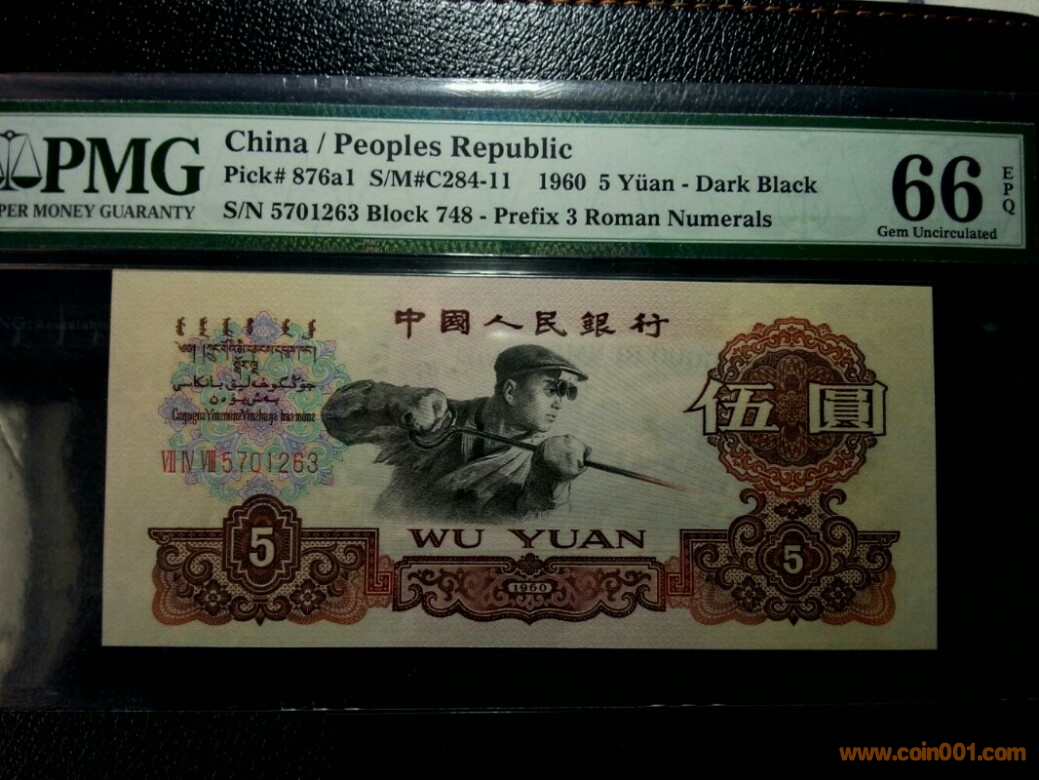 PMG
PER MONEY GUARANTY
China / Peoples Republic
Pick# 876a1 S/M#C284-11 1960 5 Yüan - Dark Black
S/N 5701263 Block 748 - Prefix 3 Roman Numerals
66
EPQ
Gem Uncirculated
中國人民銀行
伍圓
VII IV VIII 5701263
WU YUAN
5
5
1960
www.coin001.com